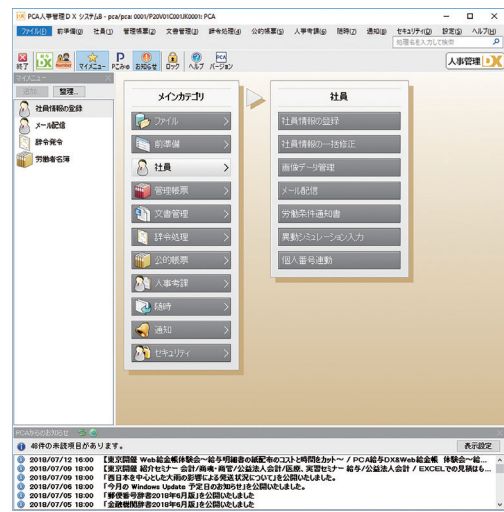 PCA人事管理DX システムB - pca/pca: 0001/P20V01C001JK0001: PCA
ファイル(F) 前準備(J) 社員(I) 管理帳票(Z) 文書管理(J) 辞令処理(4) 公的帳票(S) 人事考課(6) 随時(Z) 通知(8) セキュリティ(D) 設定(S) ヘルプ(H)
処理名を入力して検索
終了 DX Number マイメニュー Pこみゅ お知らせ ロック ヘルプ バージョン
人事管理 DX
マイメニュー
追加... 整理...
社員情報の登録
メール配信
辞令発令
労働者名簿
メインカテゴリ
ファイル
前準備
社員
管理帳票
文書管理
辞令処理
公的帳票
人事考課
随時
通知
セキュリティ
社員
社員情報の登録
社員情報の一括修正
画像データ管理
メール配信
労働条件通知書
異動シミュレーション入力
個人番号連動
PCAからのお知らせ
48件の未読項目があります。
表示設定
2018/07/12 16:00 【東京開催 Web給金帳体験会~給与明細書の紙配布のコストと時間をカット~ / PCA給与DX&Web給金帳 体験会~給...
2018/07/09 18:00 【東京開催 紹介セミナー 会計/商魂・商管/公益法人会計/医療、実習セミナー 給与/公益法人会計 / EXCELでの見積はも...
2018/07/09 18:00 「西日本を中心とした大雨の影響による発送状況について」を公開いたしました。
2018/07/06 18:00 「今月の Windows Update 予定日のお知らせ」を公開いたしました。
2018/07/05 18:00 「郵便番号辞書2018年6月版」を公開いたしました
2018/07/05 18:00 「金融機関辞書2018年6月版」を公開いたしました